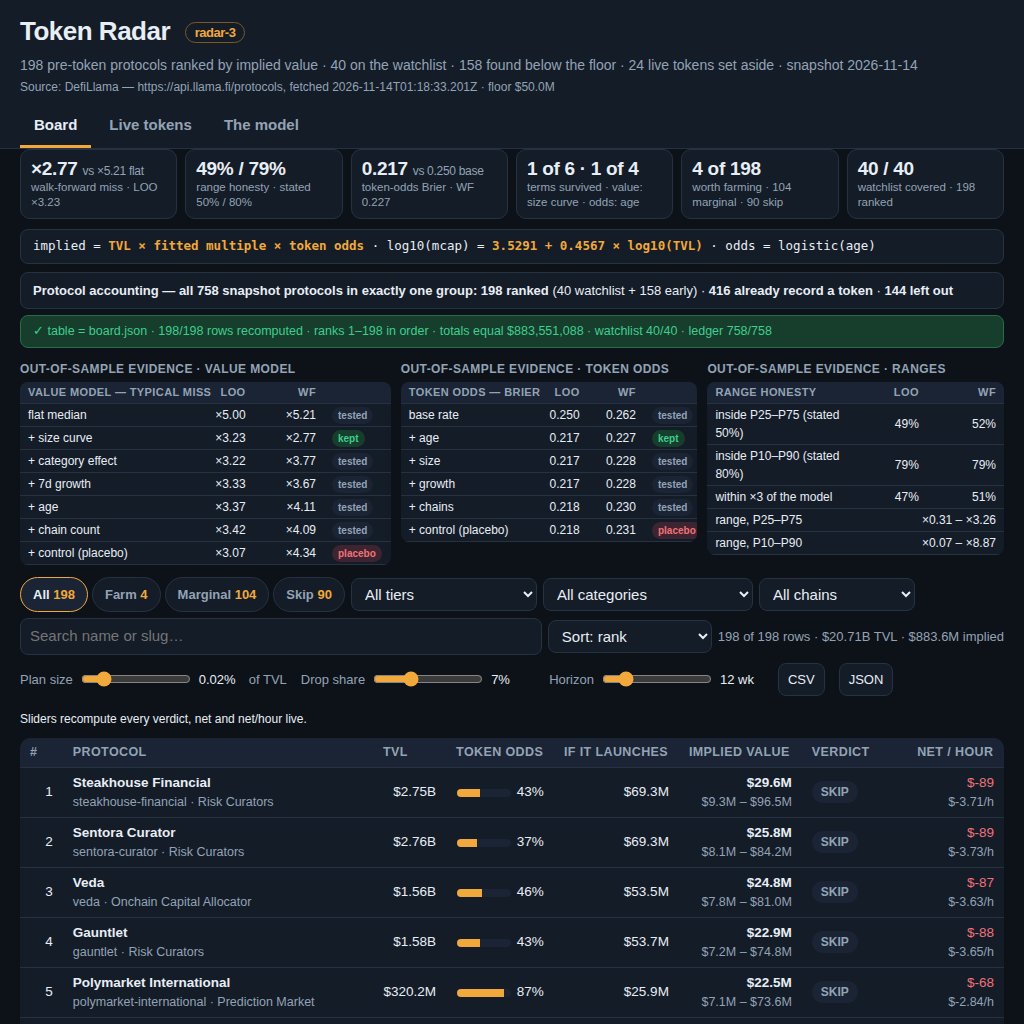 Token Radar radar-3
198 pre-token protocols ranked by implied value · 40 on the watchlist · 158 found below the floor · 24 live tokens set aside · snapshot 2026-11-14
Source: DefiLlama — https://api.llama.fi/protocols, fetched 2026-11-14T01:18:33.201Z · floor $50.0M
Board Live tokens The model
×2.77 vs ×5.21 flat
walk-forward miss · LOO
×3.23
49% / 79%
range honesty · stated
50% / 80%
0.217 vs 0.250 base
token-odds Brier · WF
0.227
1 of 6 · 1 of 4
terms survived · value:
size curve · odds: age
4 of 198
worth farming · 104
marginal · 90 skip
40 / 40
watchlist covered · 198
ranked
implied = TVL × fitted multiple × token odds · log10(mcap) = 3.5291 + 0.4567 × log10(TVL) · odds = logistic(age)
Protocol accounting — all 758 snapshot protocols in exactly one group: 198 ranked (40 watchlist + 158 early) · 416 already record a token · 144 left out
✓ table = board.json · 198/198 rows recomputed · ranks 1–198 in order · totals equal $883,551,088 · watchlist 40/40 · ledger 758/758
OUT-OF-SAMPLE EVIDENCE · VALUE MODEL
VALUE MODEL — TYPICAL MISS LOO WF
flat median ×5.00 ×5.21 tested
+ size curve ×3.23 ×2.77 kept
+ category effect ×3.22 ×3.77 tested
+ 7d growth ×3.33 ×3.67 tested
+ age ×3.37 ×4.11 tested
+ chain count ×3.42 ×4.09 tested
+ control (placebo) ×3.07 ×4.34 placebo
OUT-OF-SAMPLE EVIDENCE · TOKEN ODDS
TOKEN ODDS — BRIER LOO WF
base rate 0.250 0.262 tested
+ age 0.217 0.227 kept
+ size 0.217 0.228 tested
+ growth 0.217 0.228 tested
+ chains 0.218 0.230 tested
+ control (placebo) 0.218 0.231 placebo
OUT-OF-SAMPLE EVIDENCE · RANGES
RANGE HONESTY LOO WF
inside P25–P75 (stated
50%) 49% 52%
inside P10–P90 (stated
80%) 79% 79%
within ×3 of the model 47% 51%
range, P25–P75 ×0.31 – ×3.26
range, P10–P90 ×0.07 – ×8.87
All 198 Farm 4 Marginal 104 Skip 90 All tiers All categories All chains
Search name or slug… Sort: rank 198 of 198 rows · $20.71B TVL · $883.6M implied
Plan size 0.02% of TVL Drop share 7% Horizon 12 wk CSV JSON
Sliders recompute every verdict, net and net/hour live.
# PROTOCOL TVL TOKEN ODDS IF IT LAUNCHES IMPLIED VALUE VERDICT NET / HOUR
1 Steakhouse Financial $2.75B 43% $69.3M $29.6M SKIP $-89
steakhouse-financial · Risk Curators $9.3M – $96.5M $-3.71/h
2 Sentora Curator $2.76B 37% $69.3M $25.8M SKIP $-89
sentora-curator · Risk Curators $8.1M – $84.2M $-3.73/h
3 Veda $1.56B 46% $53.5M $24.8M SKIP $-87
veda · Onchain Capital Allocator $7.8M – $81.0M $-3.63/h
4 Gauntlet $1.58B 43% $53.7M $22.9M SKIP $-88
gauntlet · Risk Curators $7.2M – $74.8M $-3.65/h
5 Polymarket International $320.2M 87% $25.9M $22.5M SKIP $-68
polymarket-international · Prediction Market $7.1M – $73.6M $-2.84/h